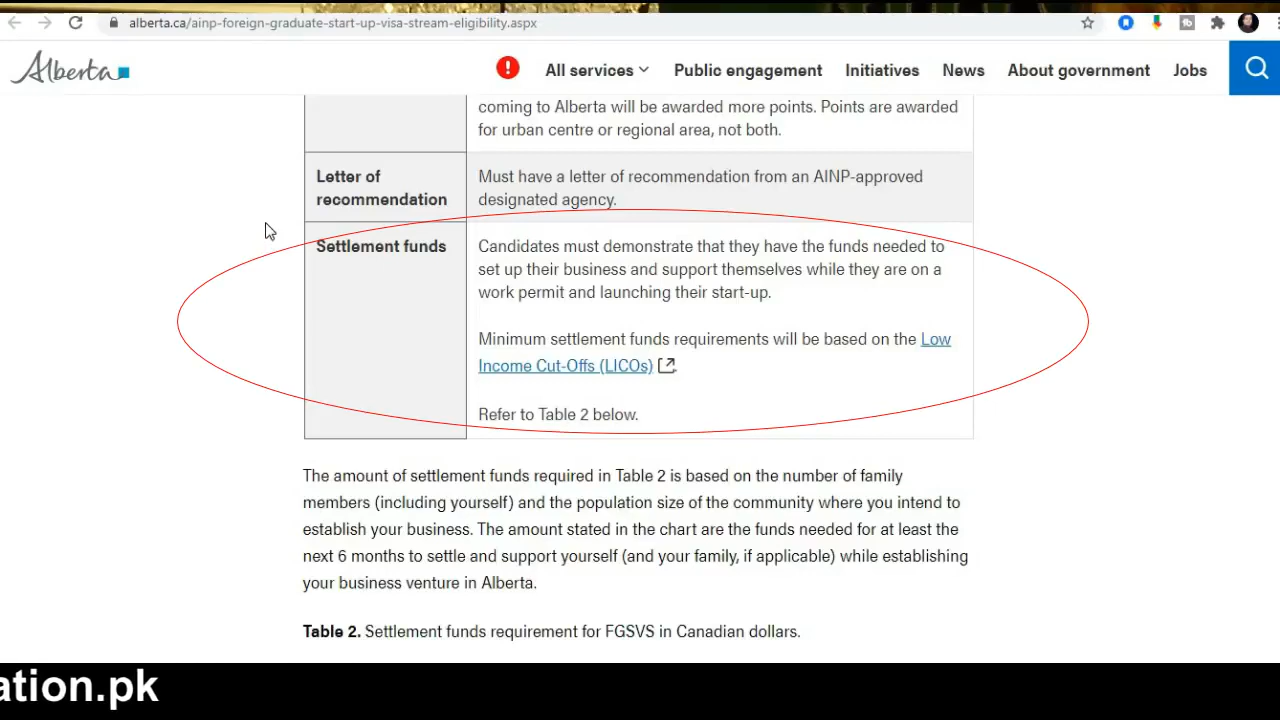 alberta.ca/ainp-foreign-graduate-start-up-visa-stream-eligibility.aspx
Alberta
All services
Public engagement
Initiatives
News
About government
Jobs
coming to Alberta will be awarded more points. Points are awarded
for urban centre or regional area, not both.
Letter of
recommendation
Must have a letter of recommendation from an AINP-approved
designated agency.
Settlement funds
Candidates must demonstrate that they have the funds needed to
set up their business and support themselves while they are on a
work permit and launching their start-up.
Minimum settlement funds requirements will be based on the Low
Income Cut-Offs (LICOs)
Refer to Table 2 below.
The amount of settlement funds required in Table 2 is based on the number of family
members (including yourself) and the population size of the community where you intend to
establish your business. The amount stated in the chart are the funds needed for at least the
next 6 months to settle and support yourself (and your family, if applicable) while establishing
your business venture in Alberta.
Table 2. Settlement funds requirement for FGSVS in Canadian dollars.
ation.pk